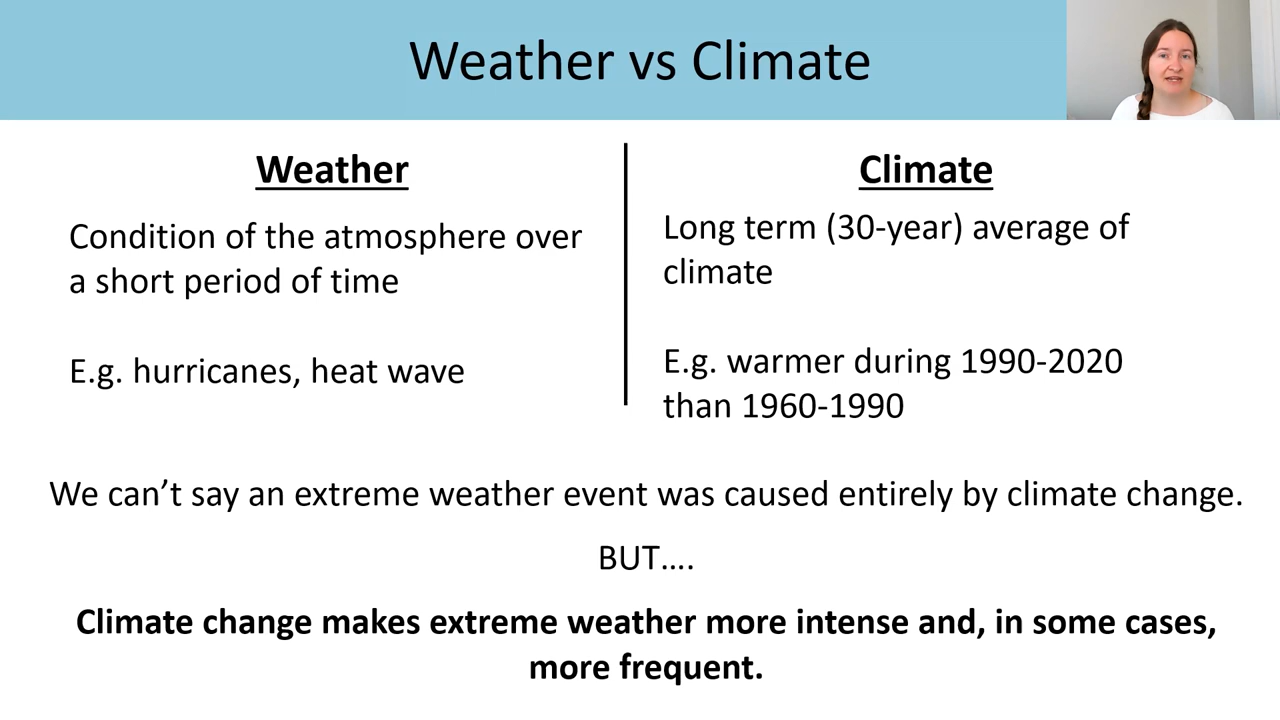 Weather vs Climate
Weather
Condition of the atmosphere over
a short period of time
E.g. hurricanes, heat wave
Climate
Long term (30-year) average of
climate
E.g. warmer during 1990-2020
than 1960-1990
We can’t say an extreme weather event was caused entirely by climate change.
BUT….
Climate change makes extreme weather more intense and, in some cases,
more frequent.